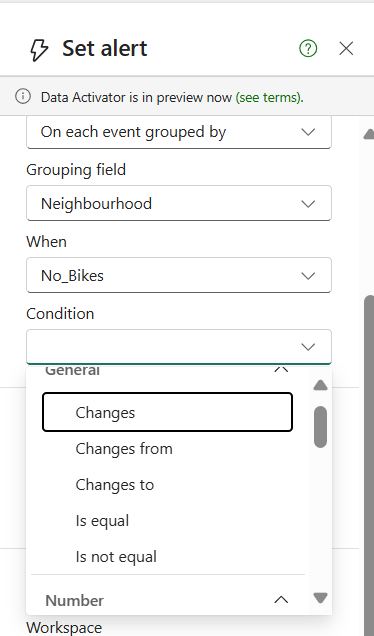 Set alert
Data Activator is in preview now (see terms).
On each event grouped by
Grouping field
Neighbourhood
When
No_Bikes
Condition
General
Changes
Changes from
Changes to
Is equal
Is not equal
Number
Workspace